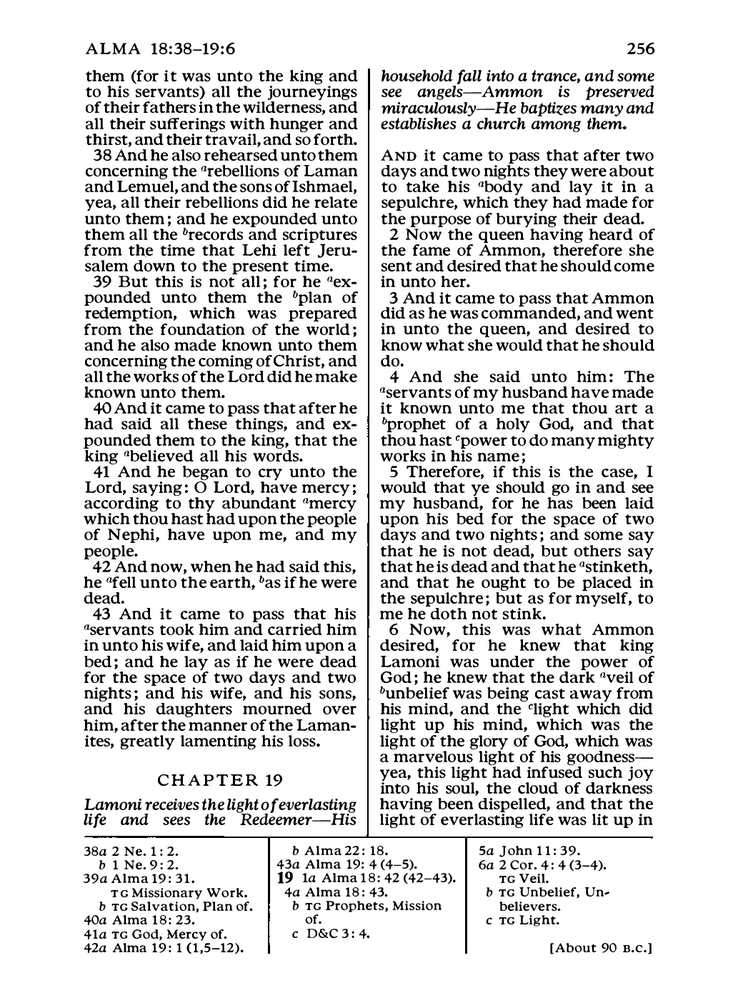 ALMA 18:38–19:6
256
them (for it was unto the king and
to his servants) all the journeyings
of their fathers in the wilderness, and
all their sufferings with hunger and
thirst, and their travail, and so forth.
38 And he also rehearsed unto them
concerning the arebellions of Laman
and Lemuel, and the sons of Ishmael,
yea, all their rebellions did he relate
unto them; and he expounded unto
them all the brecords and scriptures
from the time that Lehi left Jeru-
salem down to the present time.
39 But this is not all; for he aex-
pounded unto them the bplan of
redemption, which was prepared
from the foundation of the world;
and he also made known unto them
concerning the coming of Christ, and
all the works of the Lord did he make
known unto them.
40 And it came to pass that after he
had said all these things, and ex-
pounded them to the king, that the
king abelieved all his words.
41 And he began to cry unto the
Lord, saying: O Lord, have mercy;
according to thy abundant amercy
which thou hast had upon the people
of Nephi, have upon me, and my
people.
42 And now, when he had said this,
he afell unto the earth, bas if he were
dead.
43 And it came to pass that his
aservants took him and carried him
in unto his wife, and laid him upon a
bed; and he lay as if he were dead
for the space of two days and two
nights; and his wife, and his sons,
and his daughters mourned over
him, after the manner of the Laman-
ites, greatly lamenting his loss.
CHAPTER 19
Lamoni receives the light of everlasting
life and sees the Redeemer—His
household fall into a trance, and some
see angels—Ammon is preserved
miraculously—He baptizes many and
establishes a church among them.
AND it came to pass that after two
days and two nights they were about
to take his abody and lay it in a
sepulchre, which they had made for
the purpose of burying their dead.
2 Now the queen having heard of
the fame of Ammon, therefore she
sent and desired that he should come
in unto her.
3 And it came to pass that Ammon
did as he was commanded, and went
in unto the queen, and desired to
know what she would that he should
do.
4 And she said unto him: The
aservants of my husband have made
it known unto me that thou art a
bprophet of a holy God, and that
thou hast cpower to do many mighty
works in his name;
5 Therefore, if this is the case, I
would that ye should go in and see
my husband, for he has been laid
upon his bed for the space of two
days and two nights; and some say
that he is not dead, but others say
that he is dead and that he astinketh,
and that he ought to be placed in
the sepulchre; but as for myself, to
me he doth not stink.
6 Now, this was what Ammon
desired, for he knew that king
Lamoni was under the power of
God; he knew that the dark aveil of
bunbelief was being cast away from
his mind, and the clight which did
light up his mind, which was the
light of the glory of God, which was
a marvelous light of his goodness—
yea, this light had infused such joy
into his soul, the cloud of darkness
having been dispelled, and that the
light of everlasting life was lit up in
38a 2 Ne. 1: 2.
b 1 Ne. 9: 2.
39a Alma 19: 31.
TG Missionary Work.
b TG Salvation, Plan of.
40a Alma 18: 23.
41a TG God, Mercy of.
42a Alma 19: 1 (1,5–12).
b Alma 22: 18.
43a Alma 19: 4 (4–5).
19 1a Alma 18: 42 (42–43).
4a Alma 18: 43.
b TG Prophets, Mission
of.
c D&C 3: 4.
5a John 11: 39.
6a 2 Cor. 4: 4 (3–4).
TG Veil.
b TG Unbelief, Un-
believers.
c TG Light.
[About 90 B.C.]